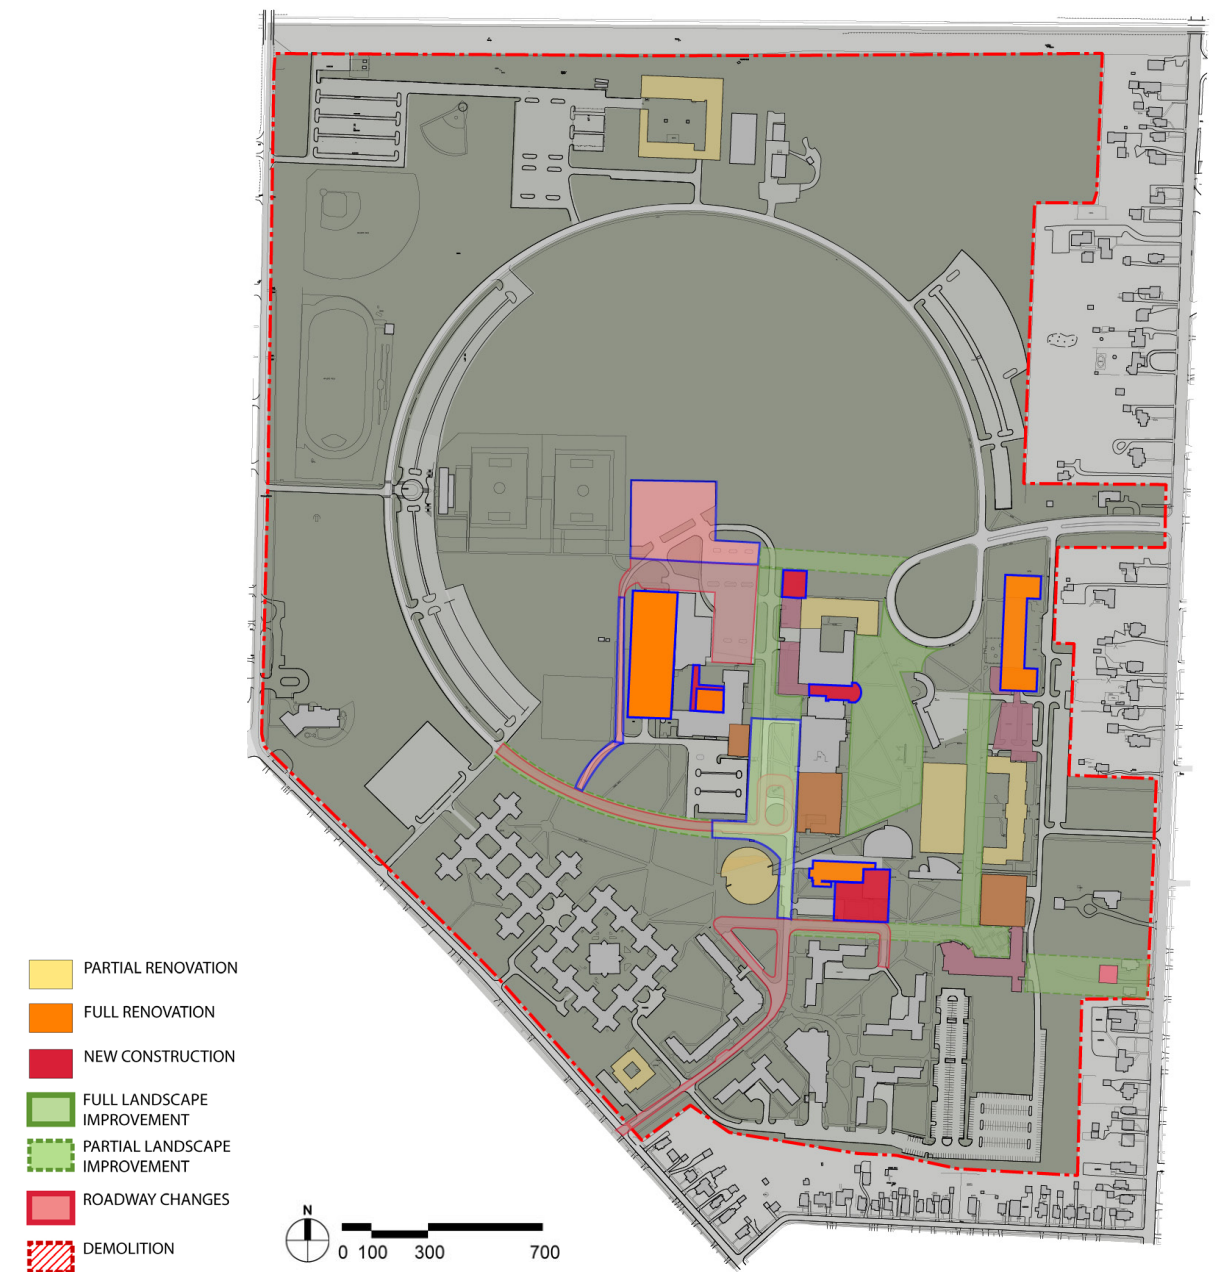 PARTIAL RENOVATION
FULL RENOVATION
NEW CONSTRUCTION
FULL LANDSCAPE
IMPROVEMENT
PARTIAL LANDSCAPE
IMPROVEMENT
ROADWAY CHANGES
DEMOLITION
N
0 100 300 700